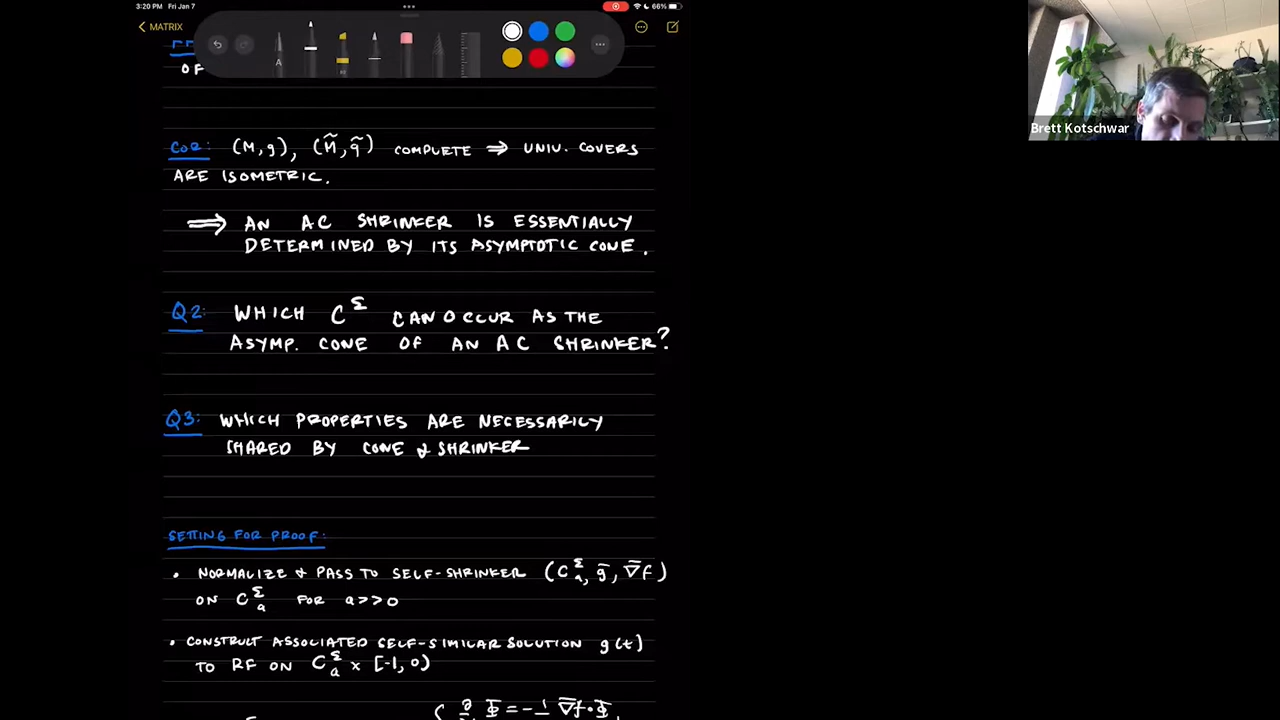 3:20 PM Fri Jan 7
66%
MATRIX
OF
Brett Kotschwar
COR: (M,g), (M̃,g̃) COMPLETE ⇒ UNIV. COVERS
ARE ISOMETRIC.
⇒ AN AC SHRINKER IS ESSENTIALLY
DETERMINED BY ITS ASYMPTOTIC CONE.
Q2: WHICH C^Σ CAN OCCUR AS THE
ASYMP. CONE OF AN AC SHRINKER?
Q3: WHICH PROPERTIES ARE NECESSARILY
SHARED BY CONE & SHRINKER
SETTING FOR PROOF:
• NORMALIZE & PASS TO SELF-SHRINKER (C^Σ_a, ḡ, ∇̄f)
ON C^Σ_a FOR a>>0
• CONSTRUCT ASSOCIATED SELF-SIMILAR SOLUTION g(t)
TO RF ON C^Σ_a × [-1,0)